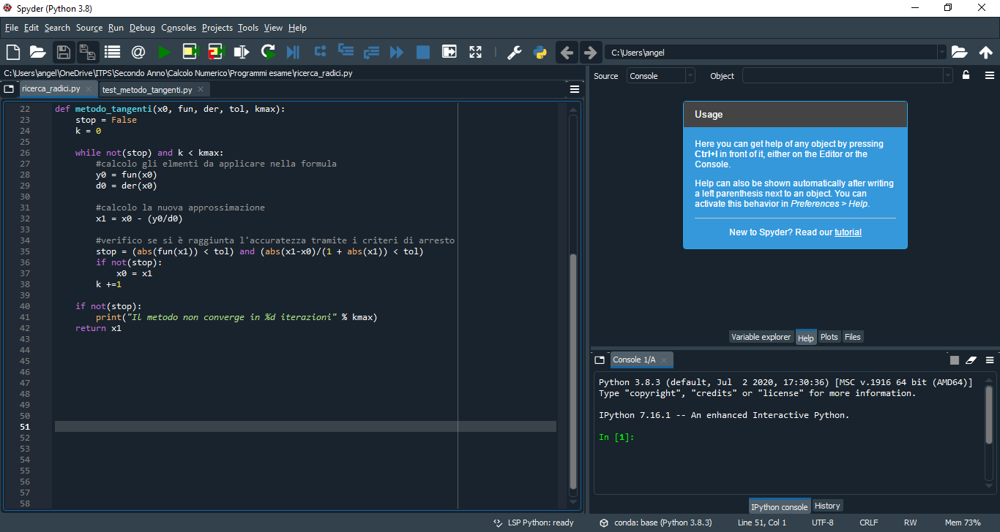 Spyder (Python 3.8)
File Edit Search Source Run Debug Consoles Projects Tools View Help
C:\Users\angel
C:\Users\angel\OneDrive\ITPS\Secondo Anno\Calcolo Numerico\Programmi esame\ricerca_radici.py
ricerca_radici.py test_metodo_tangenti.py
22 def metodo_tangenti(x0, fun, der, tol, kmax):
23 stop = False
24 k = 0
25
26 while not(stop) and k < kmax:
27 #calcolo gli elmenti da applicare nella formula
28 y0 = fun(x0)
29 d0 = der(x0)
30
31 #calcolo la nuova approssimazione
32 x1 = x0 - (y0/d0)
33
34 #verifico se si è raggiunta l'accuratezza tramite i criteri di arresto
35 stop = (abs(fun(x1)) < tol) and (abs(x1-x0)/(1 + abs(x1)) < tol)
36 if not(stop):
37 x0 = x1
38 k +=1
39
40 if not(stop):
41 print("Il metodo non converge in %d iterazioni" % kmax)
42 return x1
43
44
45
46
47
48
49
50
51
52
53
54
55
56
57
58
Source Console Object
Usage
Here you can get help of any object by pressing
Ctrl+I in front of it, either on the Editor or the
Console.
Help can also be shown automatically after writing
a left parenthesis next to an object. You can
activate this behavior in Preferences > Help.
New to Spyder? Read our tutorial
Variable explorer Help Plots Files
Console 1/A
Python 3.8.3 (default, Jul  2 2020, 17:30:36) [MSC v.1916 64 bit (AMD64)]
Type "copyright", "credits" or "license" for more information.
IPython 7.16.1 -- An enhanced Interactive Python.
In [1]:
IPython console History
LSP Python: ready conda: base (Python 3.8.3) Line 51, Col 1 UTF-8 CRLF RW Mem 73%